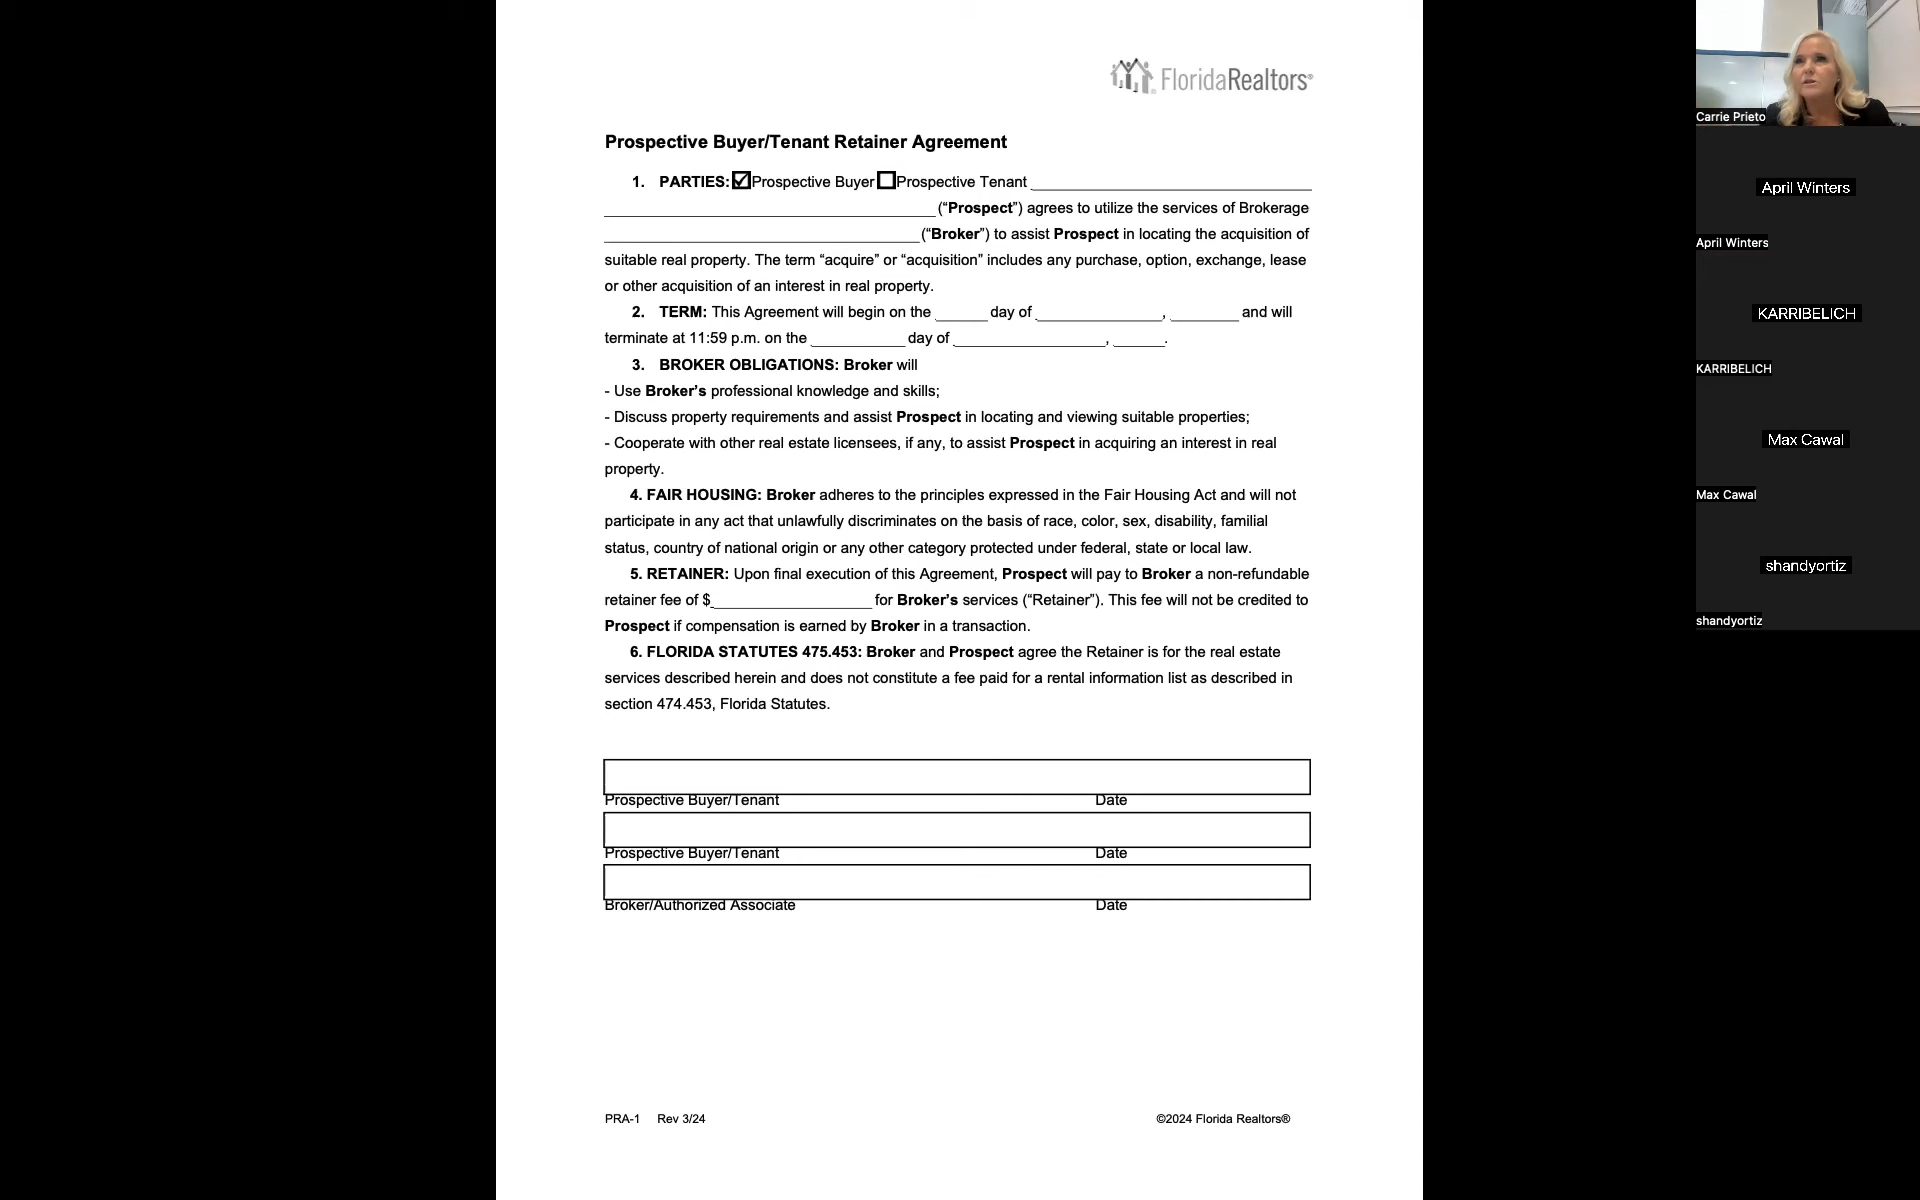 FloridaRealtors®
Prospective Buyer/Tenant Retainer Agreement
1. PARTIES: ☑Prospective Buyer ☐Prospective Tenant ____________________
____________________ (“Prospect”) agrees to utilize the services of Brokerage
____________________ (“Broker”) to assist Prospect in locating the acquisition of
suitable real property. The term “acquire” or “acquisition” includes any purchase, option, exchange, lease
or other acquisition of an interest in real property.
2. TERM: This Agreement will begin on the ______ day of _______________, ________ and will
terminate at 11:59 p.m. on the ___________ day of __________________, ______.
3. BROKER OBLIGATIONS: Broker will
- Use Broker’s professional knowledge and skills;
- Discuss property requirements and assist Prospect in locating and viewing suitable properties;
- Cooperate with other real estate licensees, if any, to assist Prospect in acquiring an interest in real
property.
4. FAIR HOUSING: Broker adheres to the principles expressed in the Fair Housing Act and will not
participate in any act that unlawfully discriminates on the basis of race, color, sex, disability, familial
status, country of national origin or any other category protected under federal, state or local law.
5. RETAINER: Upon final execution of this Agreement, Prospect will pay to Broker a non-refundable
retainer fee of $___________________ for Broker’s services (“Retainer”). This fee will not be credited to
Prospect if compensation is earned by Broker in a transaction.
6. FLORIDA STATUTES 475.453: Broker and Prospect agree the Retainer is for the real estate
services described herein and does not constitute a fee paid for a rental information list as described in
section 474.453, Florida Statutes.
Prospective Buyer/Tenant Date
Prospective Buyer/Tenant Date
Broker/Authorized Associate Date
PRA-1 Rev 3/24 ©2024 Florida Realtors®
Carrie Prieto
April Winters
April Winters
KARRIBELICH
KARRIBELICH
Max Cawal
Max Cawal
shandyortiz
shandyortiz